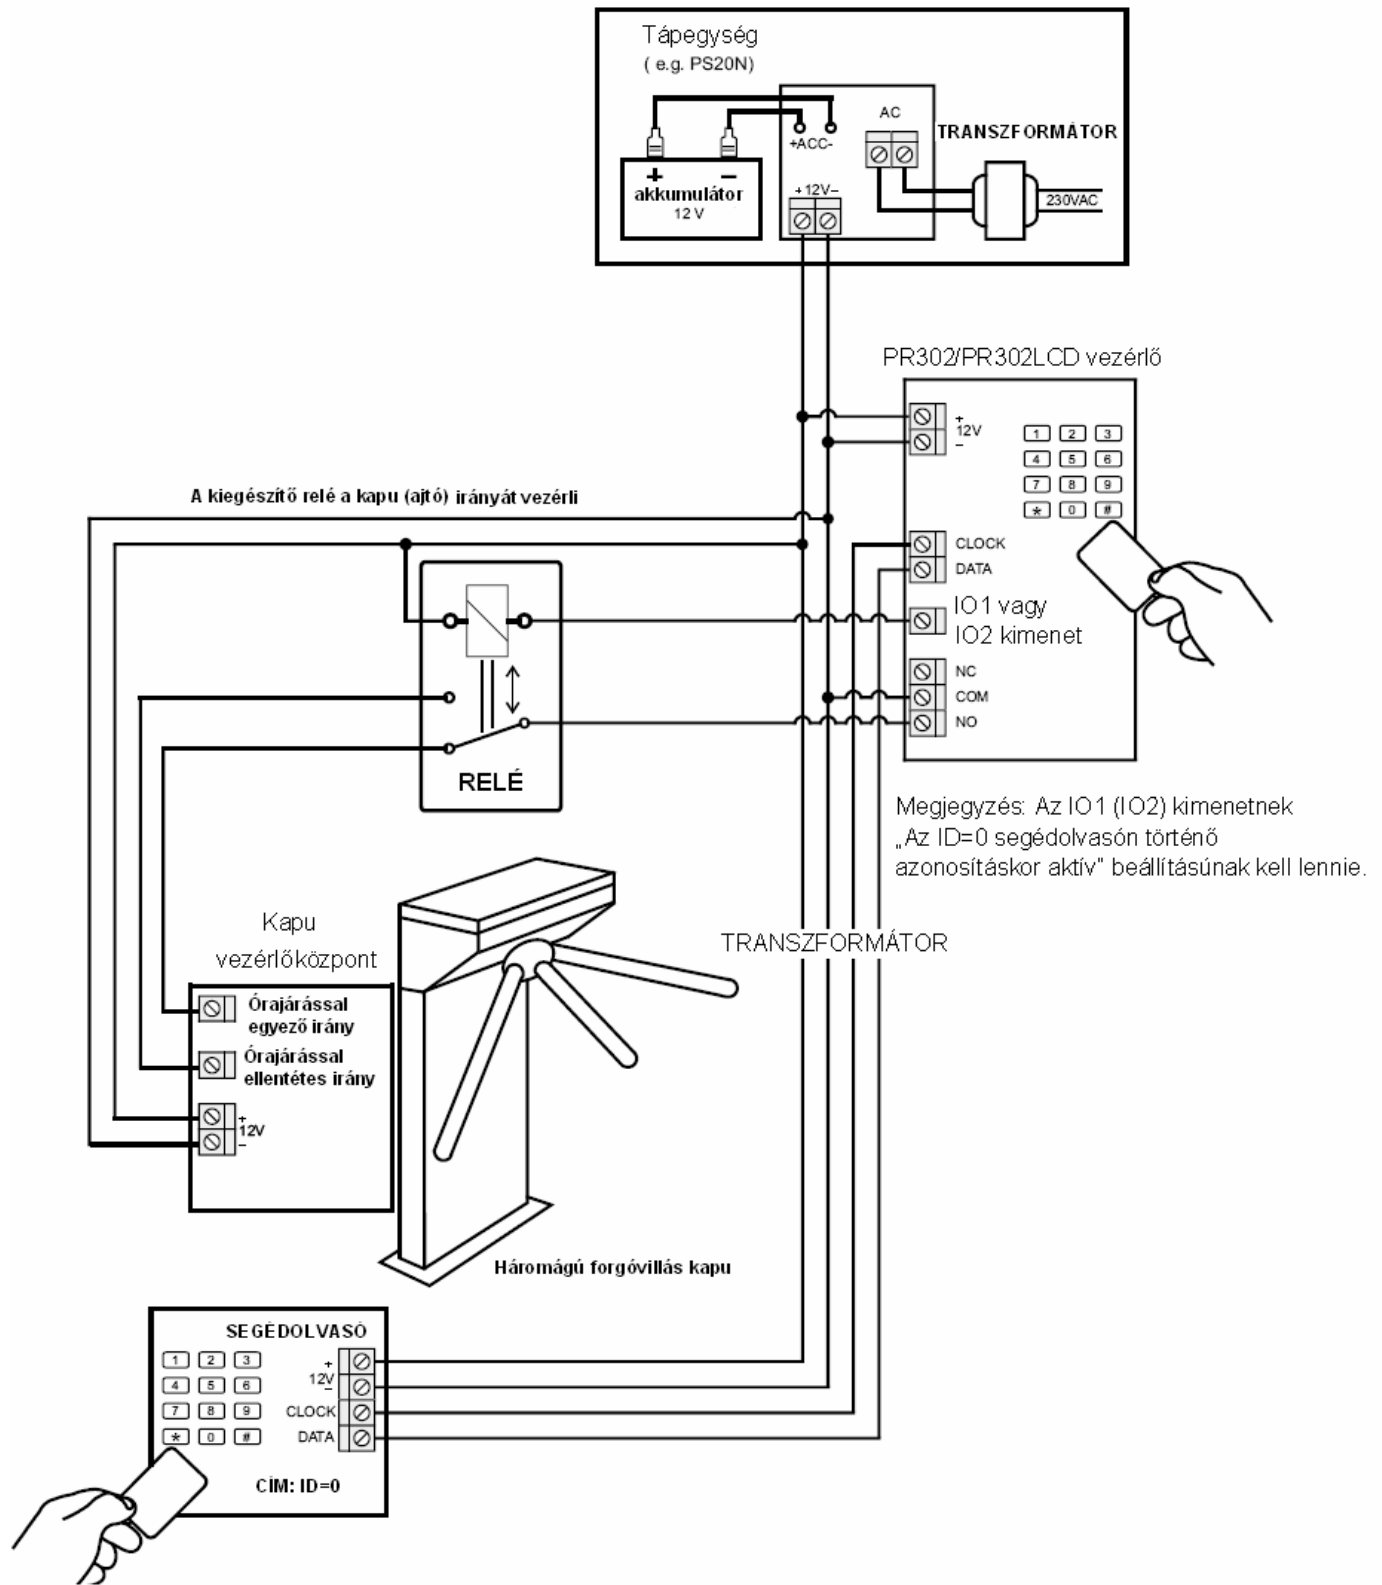 Tápegység
( e.g. PS20N)
AC
TRANSZFORMÁTOR
+ACC-
+ −
akkumulátor
12 V
+ 12V−
230VAC
PR302/PR302LCD vezérlő
+
12V
−
1 2 3
4 5 6
7 8 9
* 0 #
A kiegészítő relé a kapu (ajtó) irányát vezérli
CLOCK
DATA
IO1 vagy
IO2 kimenet
NC
COM
NO
RELÉ
Megjegyzés: Az IO1 (IO2) kimenetnek
„Az ID=0 segédolvasón történő
azonosításkor aktív" beállításúnak kell lennie.
Kapu
vezérlőközpont
TRANSZFORMÁTOR
Órajárással
egyező irány
Órajárással
ellentétes irány
+
12V
−
Háromágú forgóvillás kapu
SEGÉDOLVASÓ
1 2 3
4 5 6
7 8 9
* 0 #
+
12V
−
CLOCK
DATA
CÍM: ID=0